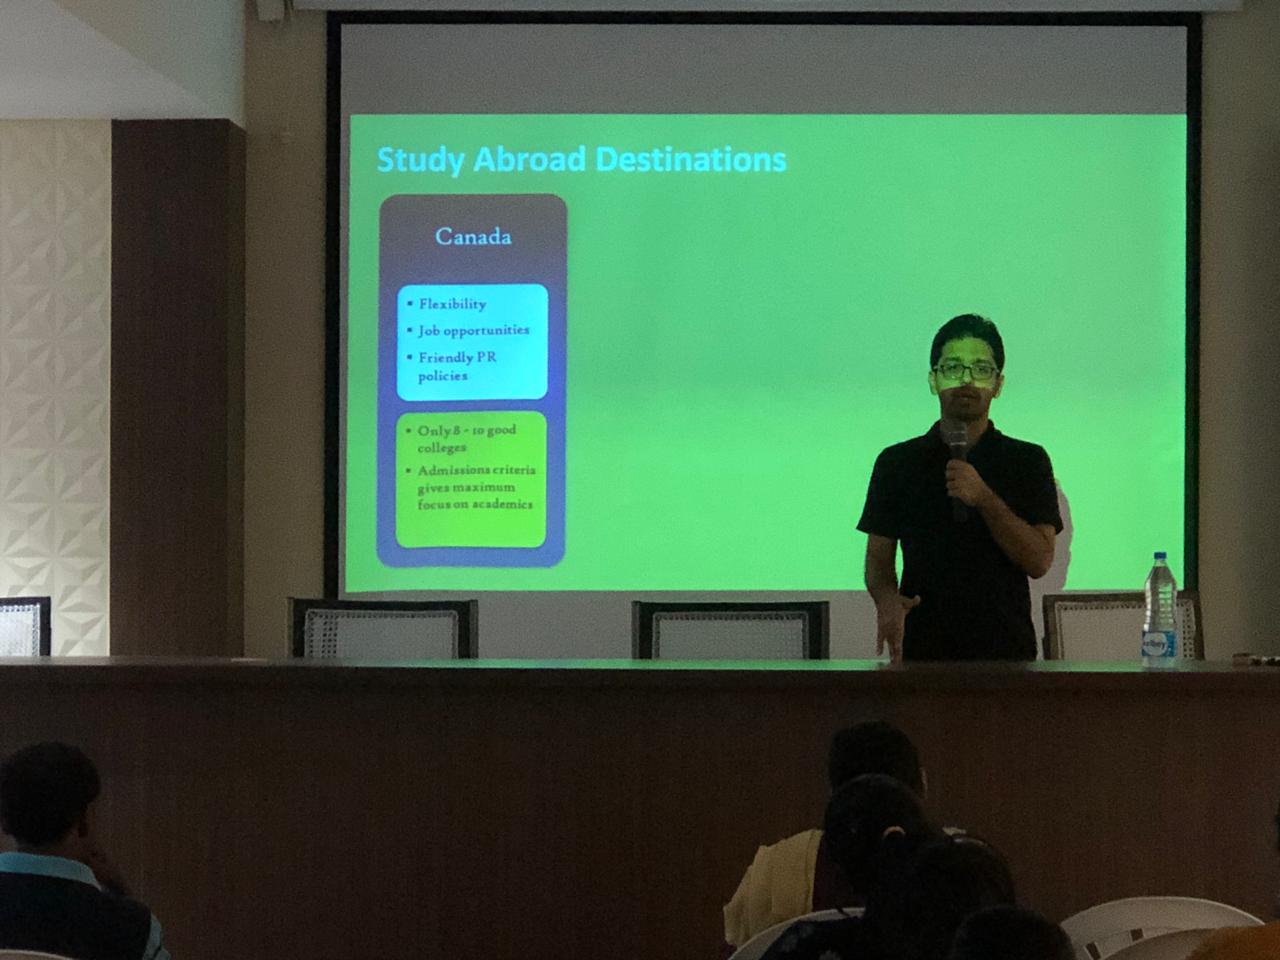 Study Abroad Destinations
Canada
▪ Flexibility
▪ Job opportunities
▪ Friendly PR
policies
▪ Only 8 - 10 good
colleges
▪ Admissions criteria
gives maximum
focus on academics